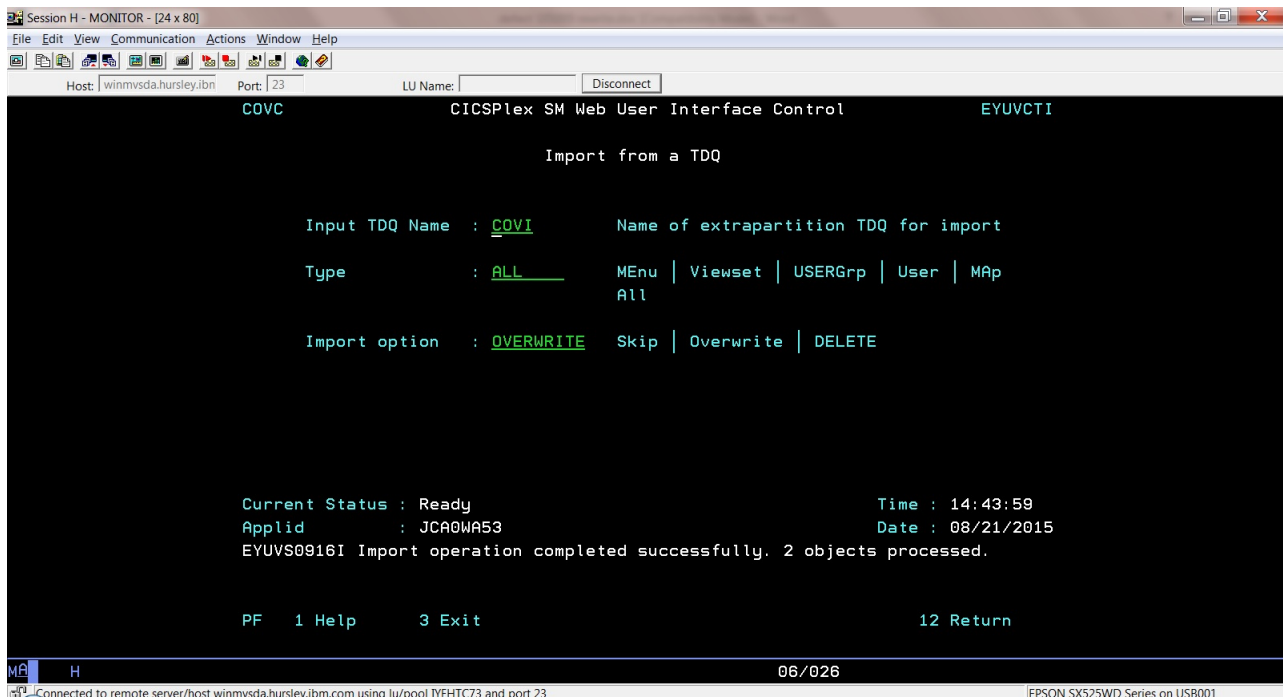 Session H - MONITOR - [24 x 80]
File Edit View Communication Actions Window Help
Host: winmvsda.hursley.ibn Port: 23 LU Name: Disconnect
COVC CICSPlex SM Web User Interface Control EYUVCTI
Import from a TDQ
Input TDQ Name : COVI Name of extrapartition TDQ for import
Type : ALL MEnu | Viewset | USERGrp | User | MAp
All
Import option : OVERWRITE Skip | Overwrite | DELETE
Current Status : Ready Time : 14:43:59
Applid : JCA0WA53 Date : 08/21/2015
EYUVS0916I Import operation completed successfully. 2 objects processed.
PF 1 Help 3 Exit 12 Return
MA H 06/026
Connected to remote server/host winmvsda.hursley.ibm.com using lu/pool IYEHTC73 and port 23 EPSON SX525WD Series on USB001